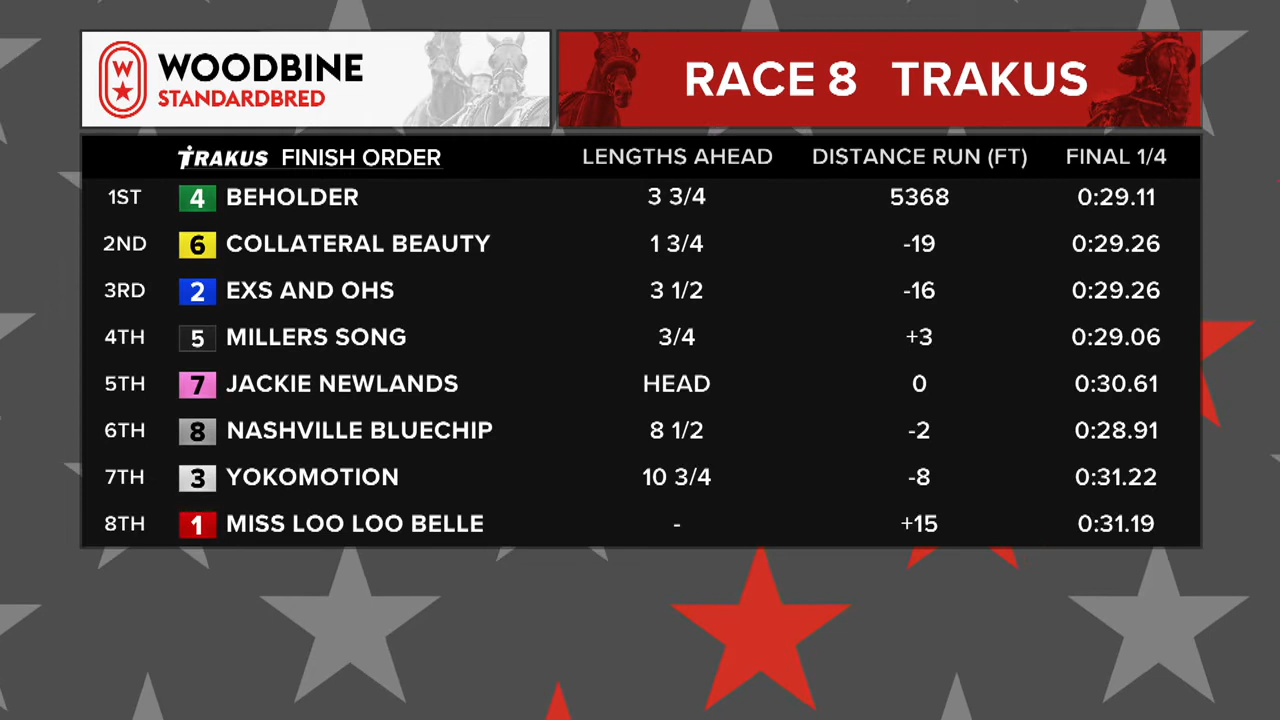 W
WOODBINE
STANDARDBRED
RACE 8 TRAKUS
TRAKUS FINISH ORDER LENGTHS AHEAD DISTANCE RUN (FT) FINAL 1/4
1ST 4 BEHOLDER 3 3/4 5368 0:29.11
2ND 6 COLLATERAL BEAUTY 1 3/4 -19 0:29.26
3RD 2 EXS AND OHS 3 1/2 -16 0:29.26
4TH 5 MILLERS SONG 3/4 +3 0:29.06
5TH 7 JACKIE NEWLANDS HEAD 0 0:30.61
6TH 8 NASHVILLE BLUECHIP 8 1/2 -2 0:28.91
7TH 3 YOKOMOTION 10 3/4 -8 0:31.22
8TH 1 MISS LOO LOO BELLE - +15 0:31.19